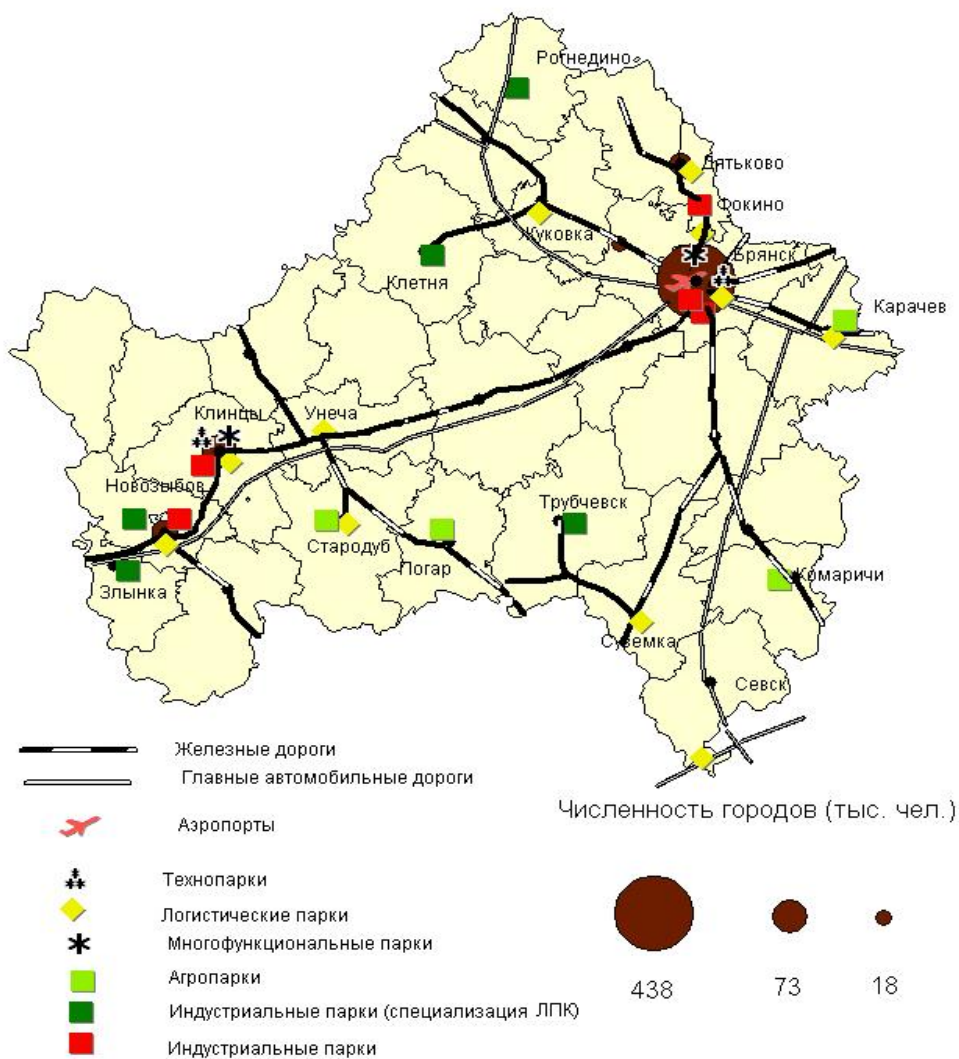 Рогнедино
Дятьково
Фокино
Жуковка
Брянск
Клетня
Карачев
Клинцы
Унеча
Новозыбов
Трубчевск
Стародуб
Погар
Злынка
Комаричи
Суземка
Севск
Железные дороги
Главные автомобильные дороги
Численность городов (тыс. чел.)
Аэропорты
Технопарки
Логистические парки
Многофункциональные парки
Агропарки
438 73 18
Индустриальные парки (специализация ЛПК)
Индустриальные парки